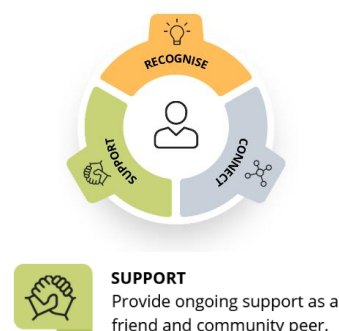 RECOGNISE
SUPPORT
CONNECT
SUPPORT
Provide ongoing support as a
friend and community peer.